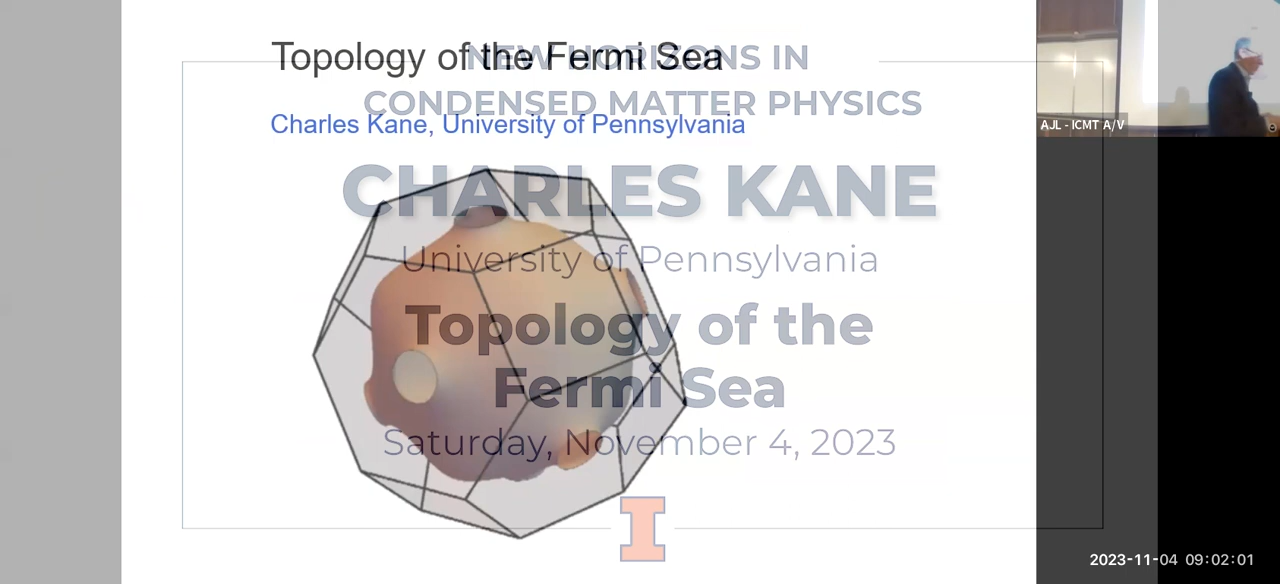 Topology of the Fermi Sea
NEW HORIZONS IN
CONDENSED MATTER PHYSICS
Charles Kane, University of Pennsylvania
CHARLES KANE
University of Pennsylvania
Topology of the
Fermi Sea
Saturday, November 4, 2023
I
AJL - ICMT A/V
2023-11-04 09:02:01